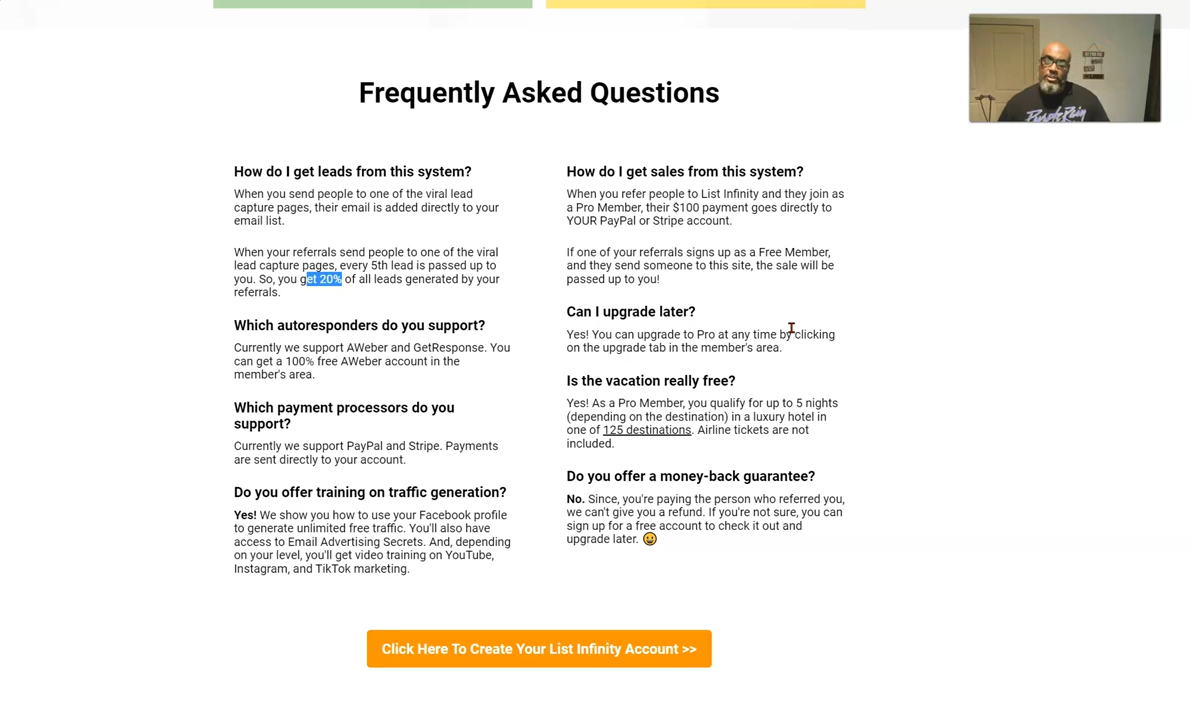 Frequently Asked Questions
How do I get leads from this system?
When you send people to one of the viral lead
capture pages, their email is added directly to your
email list.
When your referrals send people to one of the viral
lead capture pages, every 5th lead is passed up to
you. So, you get 20% of all leads generated by your
referrals.
Which autoresponders do you support?
Currently we support AWeber and GetResponse. You
can get a 100% free AWeber account in the
member's area.
Which payment processors do you
support?
Currently we support PayPal and Stripe. Payments
are sent directly to your account.
Do you offer training on traffic generation?
Yes! We show you how to use your Facebook profile
to generate unlimited free traffic. You'll also have
access to Email Advertising Secrets. And, depending
on your level, you'll get video training on YouTube,
Instagram, and TikTok marketing.
How do I get sales from this system?
When you refer people to List Infinity and they join as
a Pro Member, their $100 payment goes directly to
YOUR PayPal or Stripe account.
If one of your referrals signs up as a Free Member,
and they send someone to this site, the sale will be
passed up to you!
Can I upgrade later?
Yes! You can upgrade to Pro at any time by clicking
on the upgrade tab in the member's area.
Is the vacation really free?
Yes! As a Pro Member, you qualify for up to 5 nights
(depending on the destination) in a luxury hotel in
one of 125 destinations. Airline tickets are not
included.
Do you offer a money-back guarantee?
No. Since, you're paying the person who referred you,
we can't give you a refund. If you're not sure, you can
sign up for a free account to check it out and
upgrade later. 😀
Click Here To Create Your List Infinity Account >>
Purple Rain